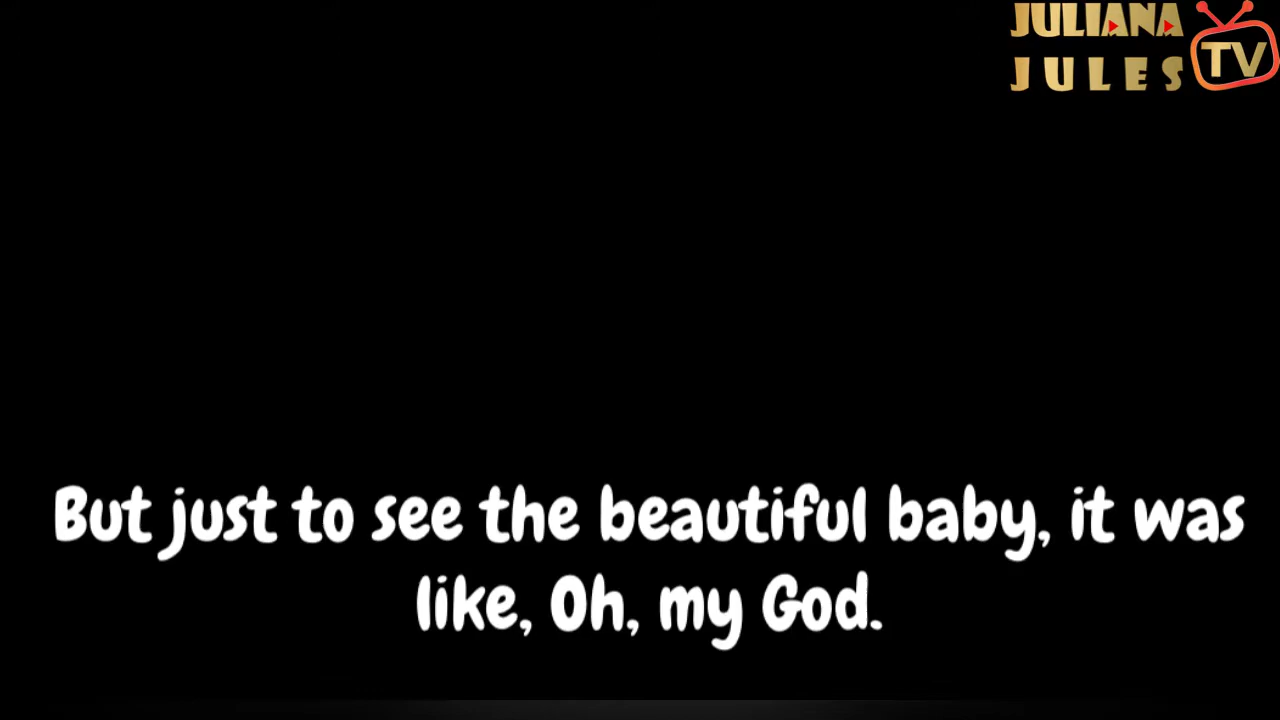 JULIANA
JULES
TV
But just to see the beautiful baby, it was
like, Oh, my God.